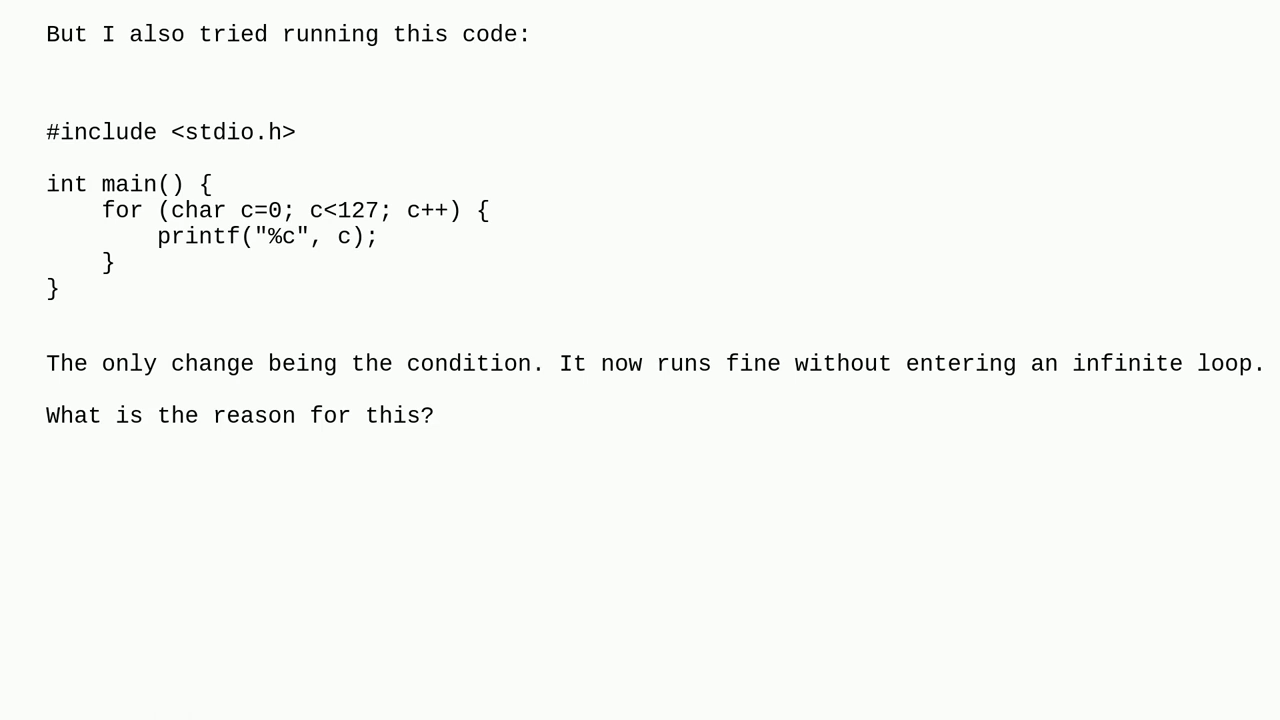 But I also tried running this code:
#include <stdio.h>
int main() {
    for (char c=0; c<127; c++) {
        printf("%c", c);
    }
}
The only change being the condition. It now runs fine without entering an infinite loop.
What is the reason for this?